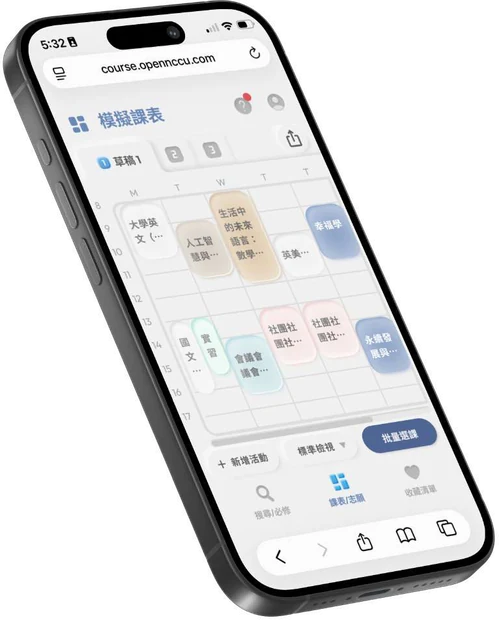 5:32
course.openncCu.com
模擬課表
1 草稿1
2
3
M
T
W
T
T
8
9
10
11
12
13
14
15
16
17
大學英
文（…
人工智
慧與…
生活中
的未來
語言：
數學…
英美…
幸福學
國
文
…
實
習
會議會
議會…
社團社
團社…
社團社
團社…
永續發
展與…
+ 新增活動
標準檢視 ▼
批量選課
搜尋/必修
課表/志願
收藏清單